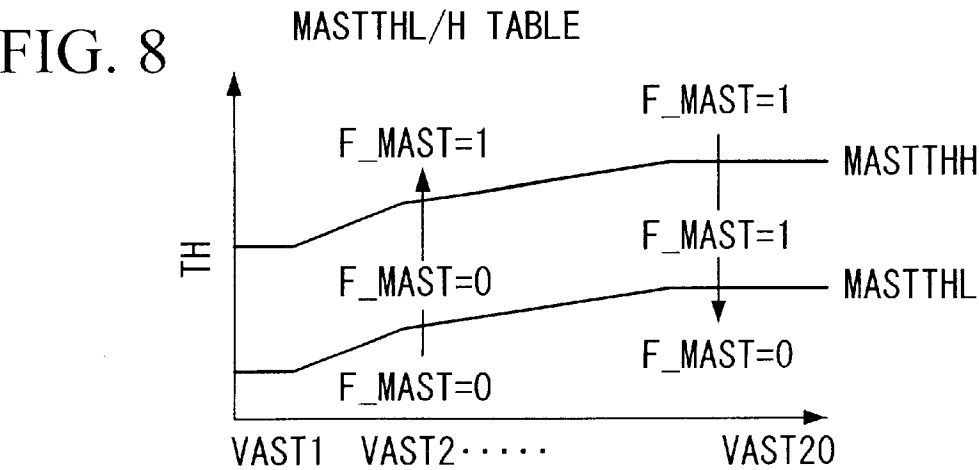 FIG. 8
MASTTHL/H TABLE
TH
F_MAST=1
F_MAST=0
F_MAST=0
F_MAST=1
F_MAST=1
F_MAST=0
MASTTHH
MASTTHL
VAST1 VAST2····· VAST20